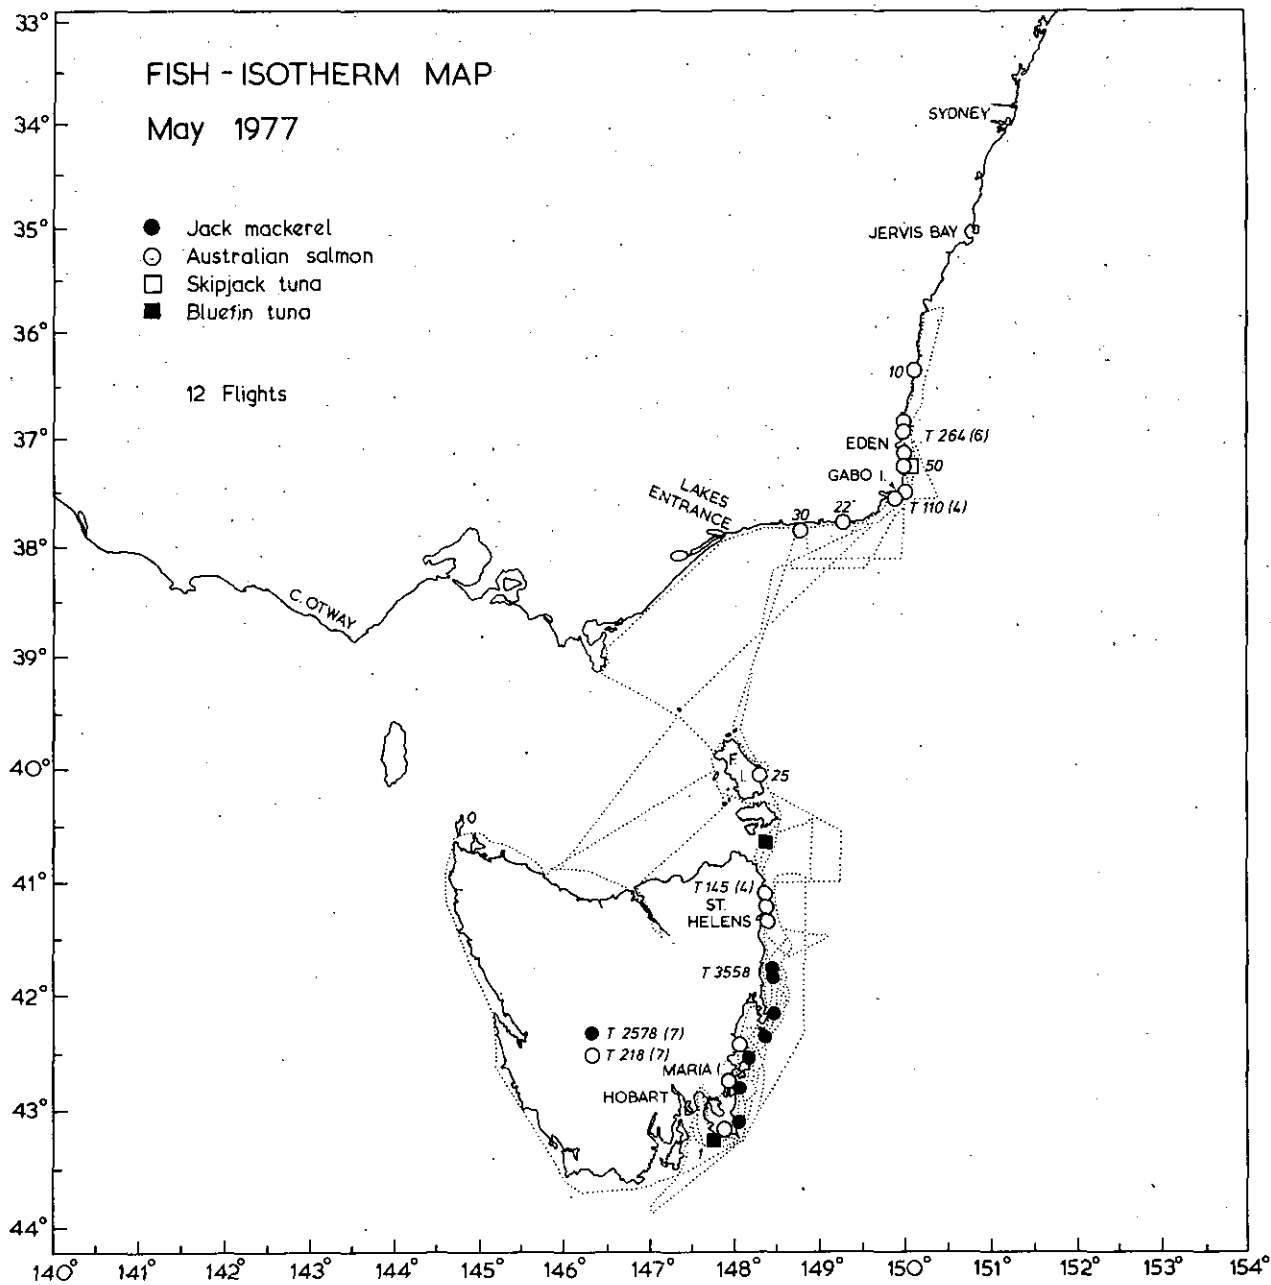 FISH - ISOTHERM MAP
May 1977
Jack mackerel
Australian salmon
Skipjack tuna
Bluefin tuna
12 Flights
33°
34°
35°
36°
37°
38°
39°
40°
41°
42°
43°
44°
SYDNEY
JERVIS BAY
10
EDEN
T 264 (6)
50
GABO I.
T 110 (4)
LAKES
ENTRANCE
30
22
C. OTWAY
F.
I.
25
T 145 (4)
ST.
HELENS
T 3558
T 2578 (7)
T 218 (7)
MARIA I
HOBART
1
140°
141°
142°
143°
144°
145°
146°
147°
148°
149°
150°
151°
152°
153°
154°